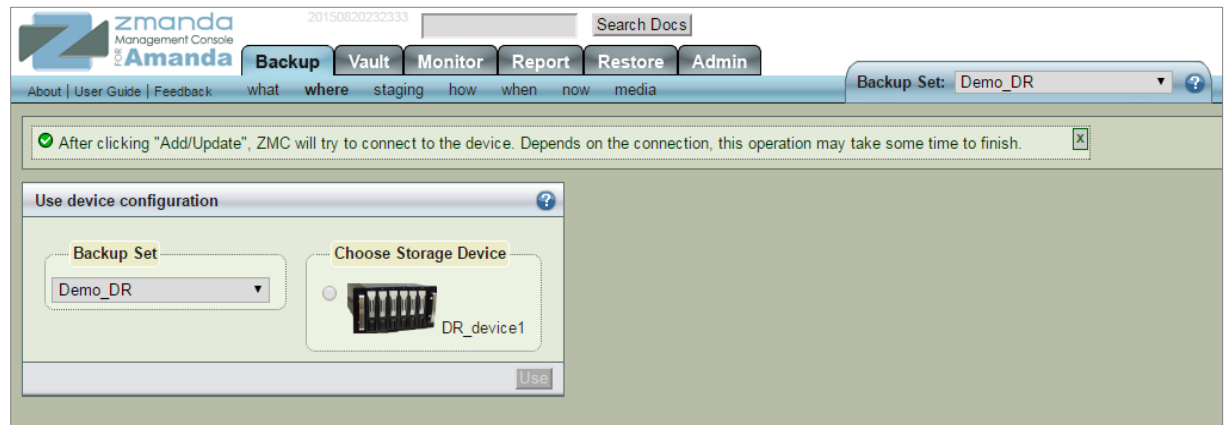 zmanda
Management Console
FOR Amanda
20150820232333
Search Docs
Backup Vault Monitor Report Restore Admin
About | User Guide | Feedback
what where staging how when now media
Backup Set: Demo_DR
After clicking "Add/Update", ZMC will try to connect to the device. Depends on the connection, this operation may take some time to finish.
X
Use device configuration
Backup Set
Demo_DR
Choose Storage Device
DR_device1
Use